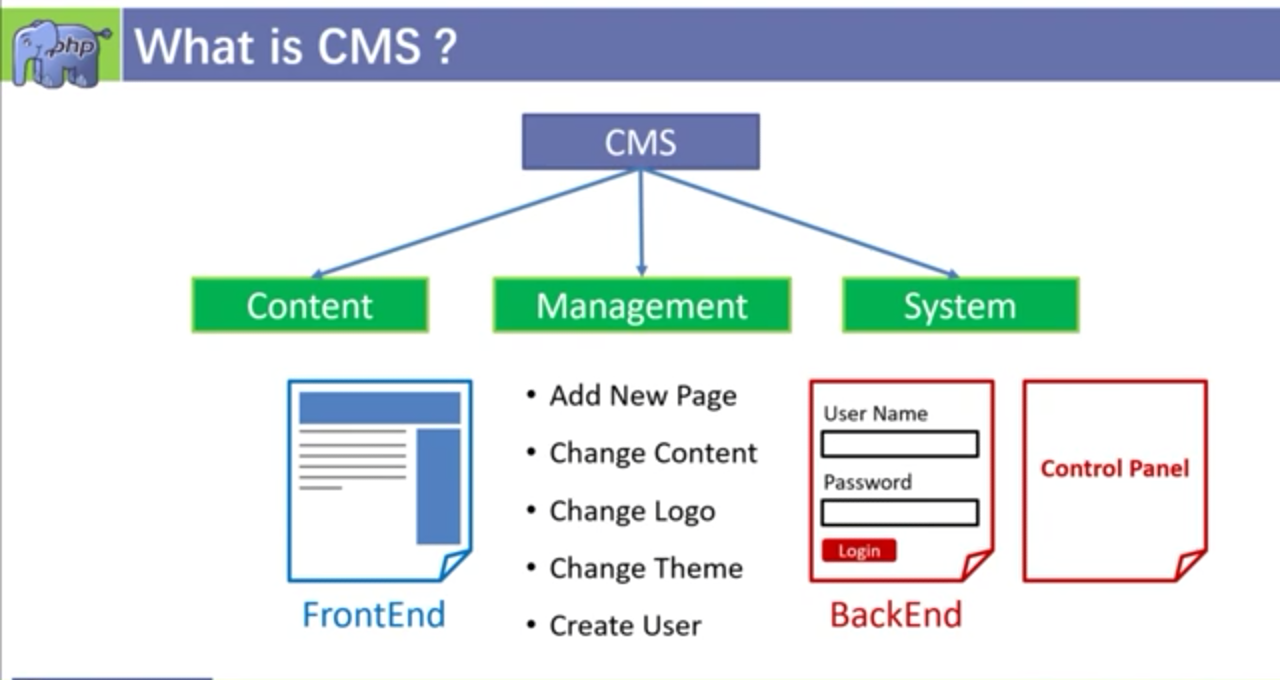 php
What is CMS ?
CMS
Content
Management
System
• Add New Page
• Change Content
• Change Logo
• Change Theme
• Create User
FrontEnd
User Name
Password
Login
BackEnd
Control Panel